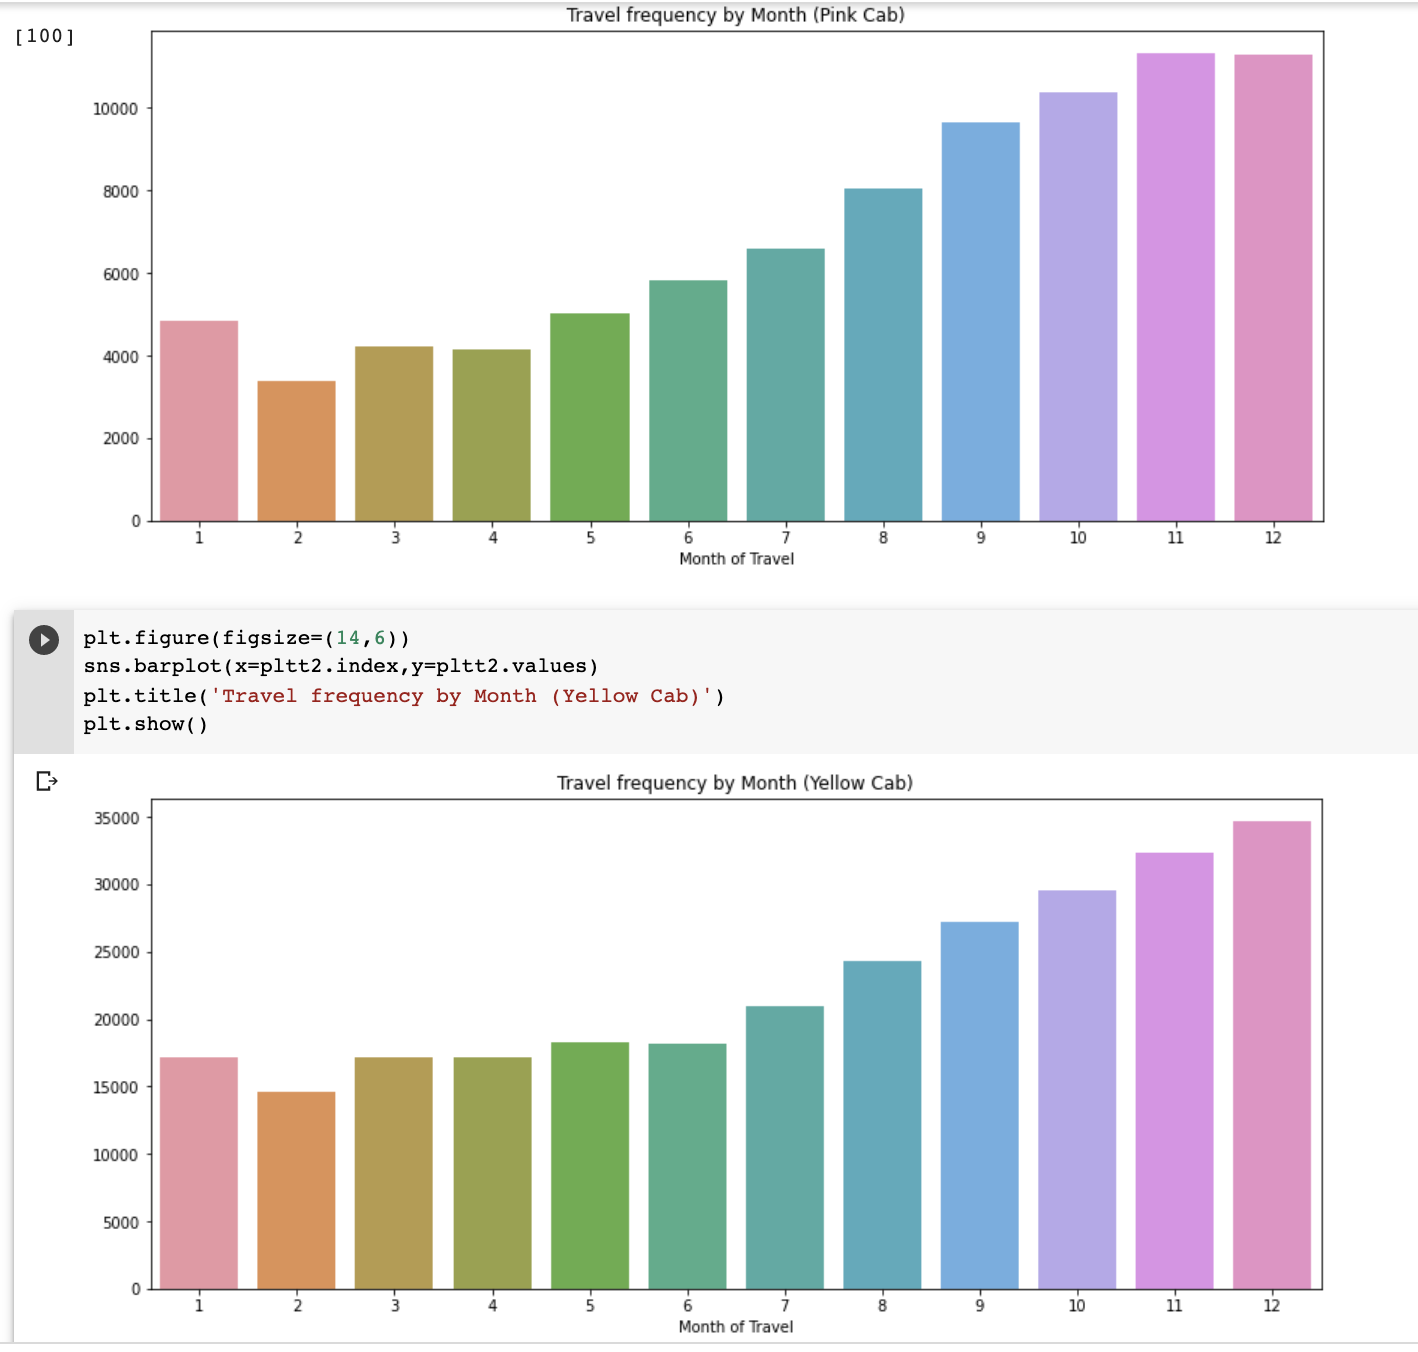 Travel frequency by Month (Pink Cab)
[100]
10000
8000
6000
4000
2000
0
1 2 3 4 5 6 7 8 9 10 11 12
Month of Travel
plt.figure(figsize=(14,6))
sns.barplot(x=pltt2.index,y=pltt2.values)
plt.title('Travel frequency by Month (Yellow Cab)')
plt.show()
Travel frequency by Month (Yellow Cab)
35000
30000
25000
20000
15000
10000
5000
0
1 2 3 4 5 6 7 8 9 10 11 12
Month of Travel